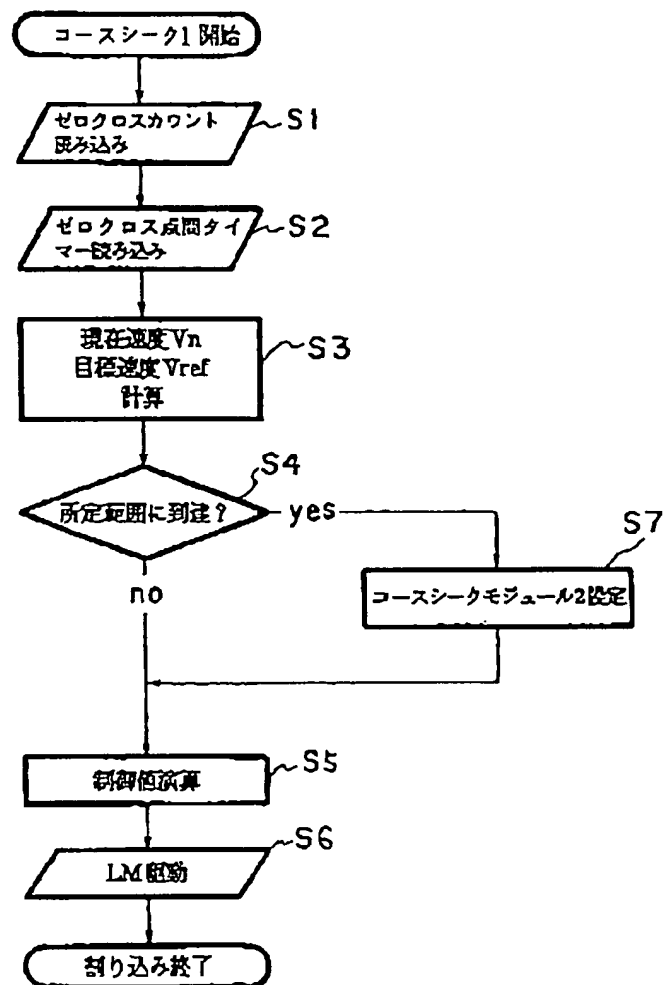 コースシーク1開始
ゼロクロスカウント
読み込み
S1
ゼロクロス点間タイ
マー読み込み
S2
現在速度Vn
目標速度Vref
計算
S3
S4
所定範囲に到達?
yes
no
S7
コースシークモジュール2設定
制御値演算
S5
LM駆動
S6
割り込み終了